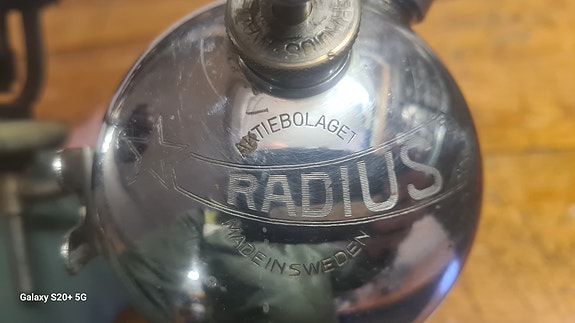 AKTIEBOLAGET
RADIUS
MADE IN SWEDEN
Galaxy S20+ 5G